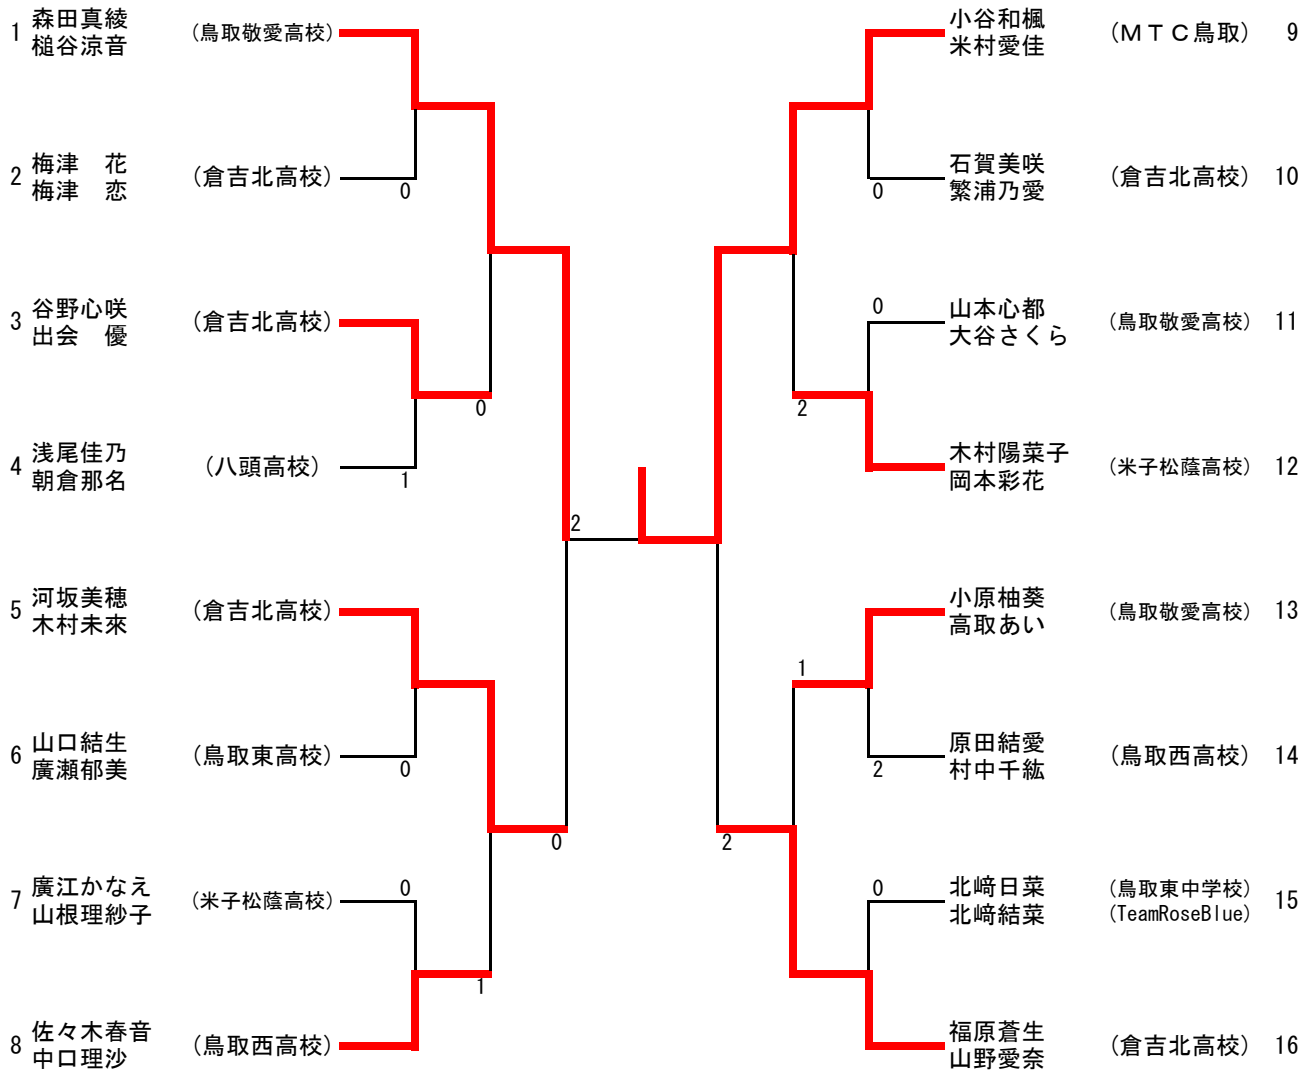 1 森田真綾
槌谷涼音
(鳥取敬愛高校)
2 梅津　花
梅津　恋
(倉吉北高校)
0
3 谷野心咲
出会　優
(倉吉北高校)
0
4 浅尾佳乃
朝倉那名
(八頭高校)
1
2
5 河坂美穂
木村未來
(倉吉北高校)
6 山口結生
廣瀬郁美
(鳥取東高校)
0
0
7 廣江かなえ
山根理紗子
(米子松蔭高校)
0
1
8 佐々木春音
中口理沙
(鳥取西高校)
小谷和楓
米村愛佳
(ＭＴＣ鳥取) 9
石賀美咲
繁浦乃愛
(倉吉北高校) 10
0
0
山本心都
大谷さくら
(鳥取敬愛高校) 11
2
木村陽菜子
岡本彩花
(米子松蔭高校) 12
小原柚葵
高取あい
(鳥取敬愛高校) 13
1
原田結愛
村中千紘
(鳥取西高校) 14
2
2
0
北﨑日菜
北﨑結菜
(鳥取東中学校)
(TeamRoseBlue)
15
福原蒼生
山野愛奈
(倉吉北高校) 16